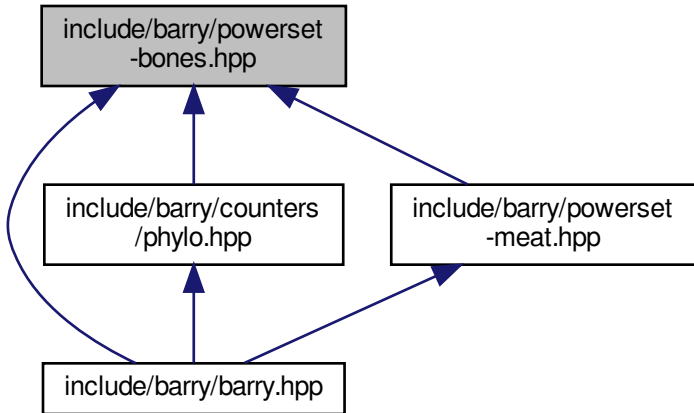 include/barry/powerset
-bones.hpp
include/barry/counters
/phylo.hpp
include/barry/powerset
-meat.hpp
include/barry/barry.hpp